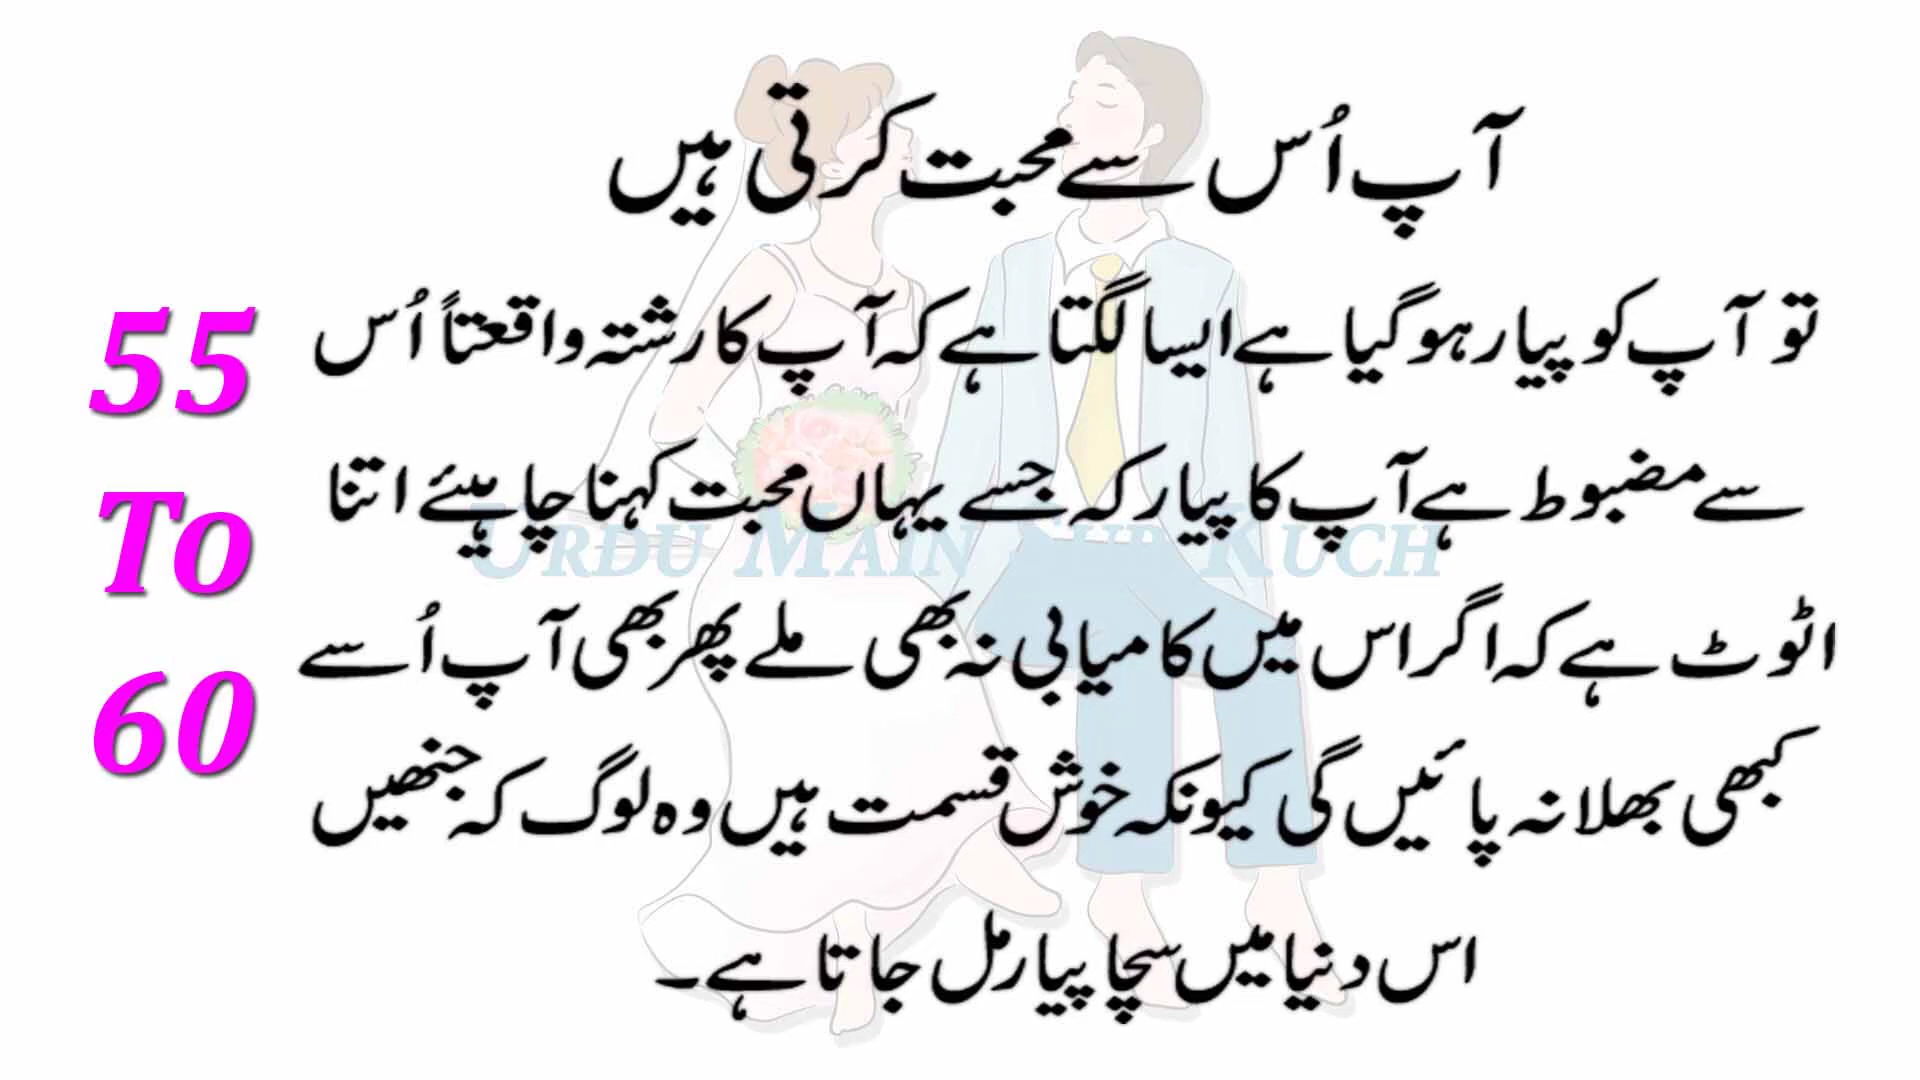 آپ اُس سے محبت کرتی ہیں
تو آپ کو پیار ہو گیا ہے ایسا لگتا ہے کہ آپ کا رشتہ واقعتاً اُس
سے مضبوط ہے آپ کا پیار کہ جسے یہاں محبت کہنا چاہیئے اتنا
اٹوٹ ہے کہ اگر اس میں کامیابی نہ بھی ملے پھر بھی آپ اُسے
کبھی بھلا نہ پائیں گی کیونکہ خوش قسمت ہیں وہ لوگ کہ جنھیں
اس دنیا میں سچا پیار مل جاتا ہے۔
55
To
60
URDU MAIN SUB KUCH